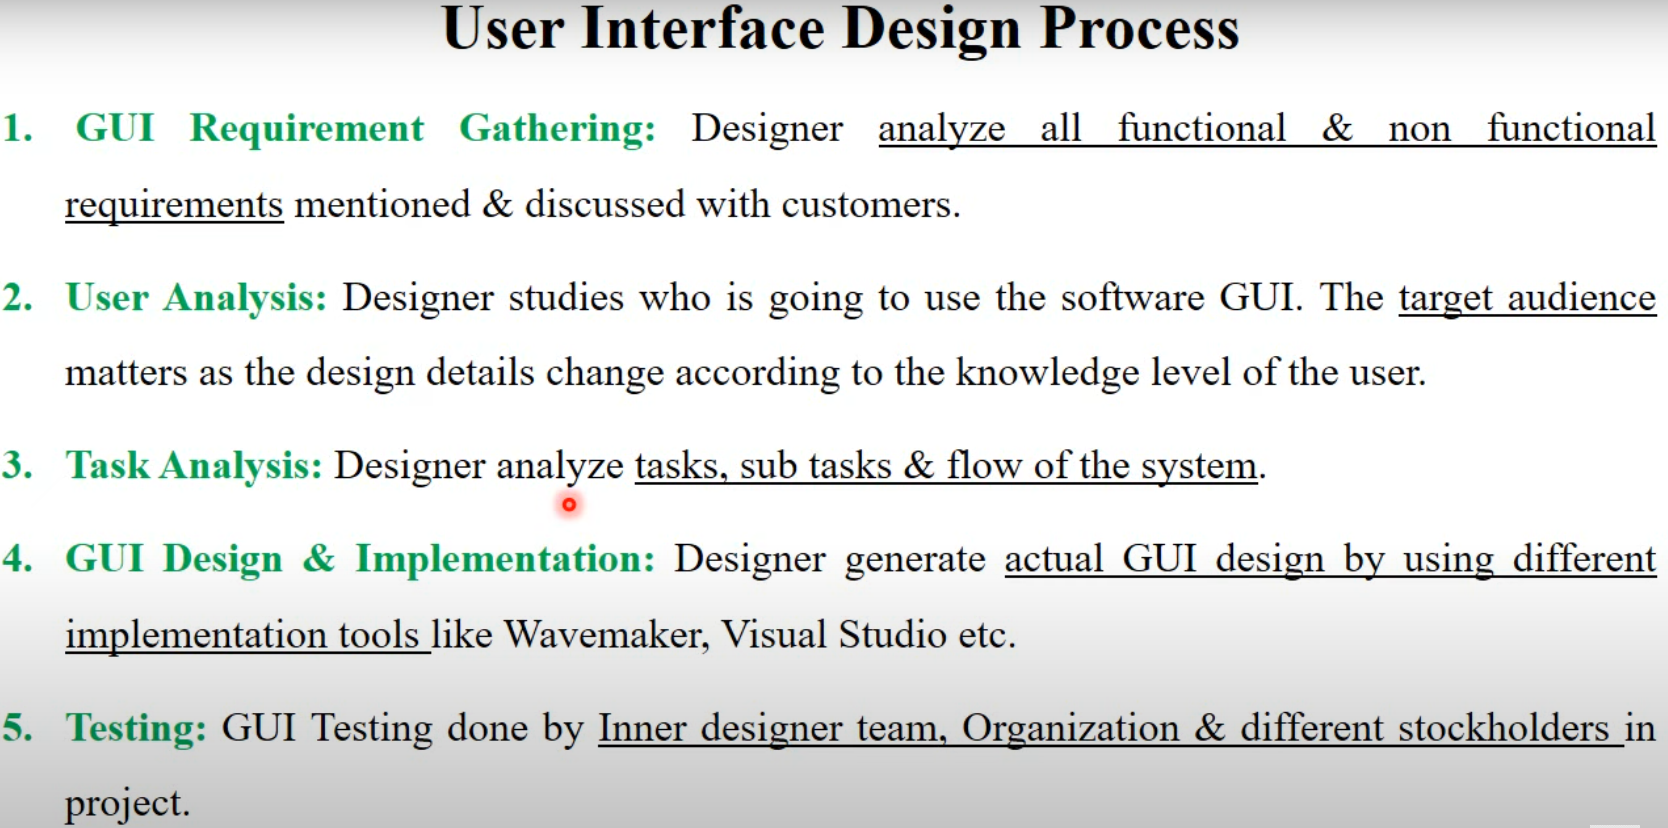 User Interface Design Process
1. GUI Requirement Gathering: Designer analyze all functional & non functional
requirements mentioned & discussed with customers.
2. User Analysis: Designer studies who is going to use the software GUI. The target audience
matters as the design details change according to the knowledge level of the user.
3. Task Analysis: Designer analyze tasks, sub tasks & flow of the system.
4. GUI Design & Implementation: Designer generate actual GUI design by using different
implementation tools like Wavemaker, Visual Studio etc.
5. Testing: GUI Testing done by Inner designer team, Organization & different stockholders in
project.